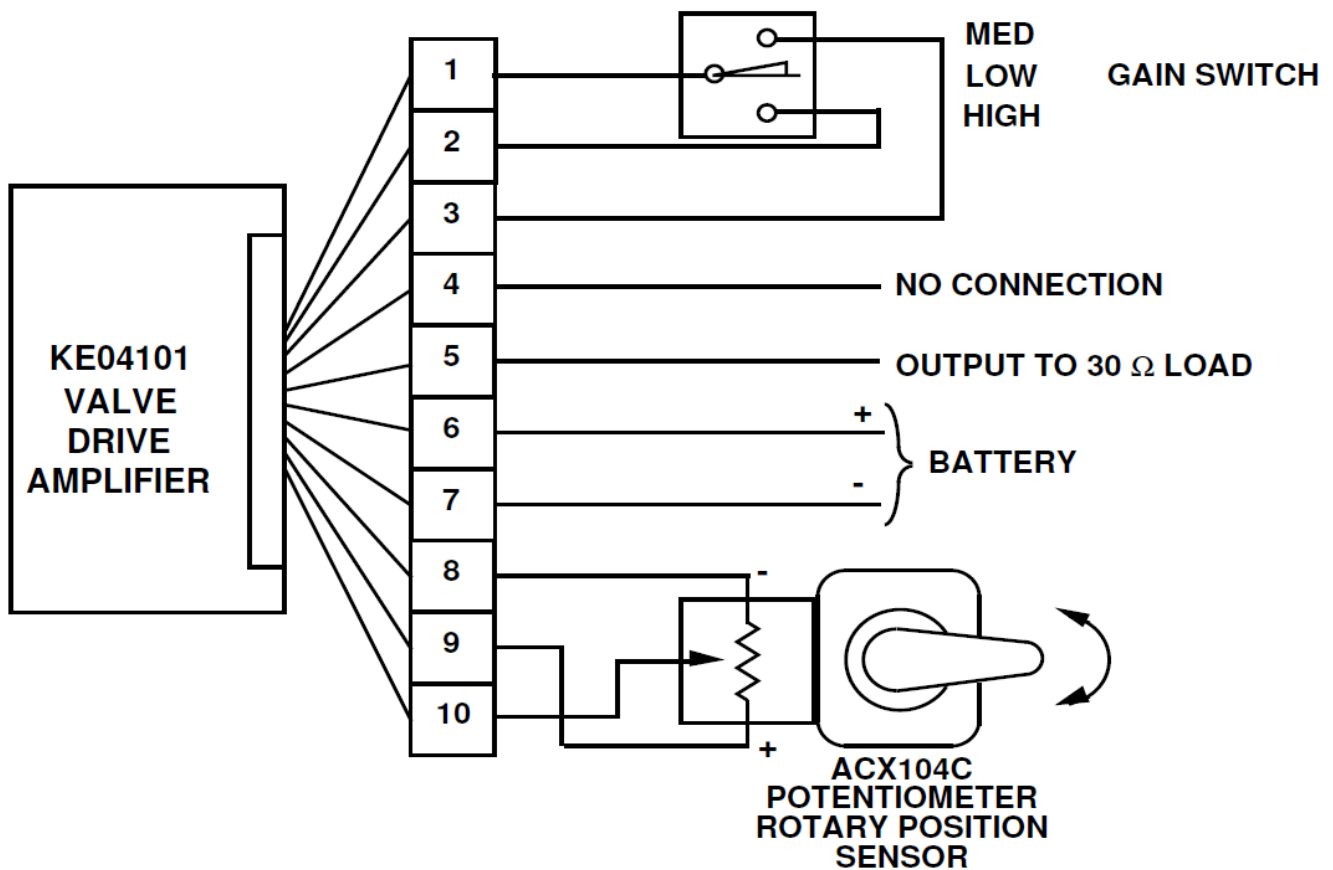 MED
LOW
HIGH
GAIN SWITCH
1
2
3
4
5
6
7
8
9
10
NO CONNECTION
OUTPUT TO 30 Ω LOAD
+
-
BATTERY
KE04101
VALVE
DRIVE
AMPLIFIER
-
+
ACX104C
POTENTIOMETER
ROTARY POSITION
SENSOR